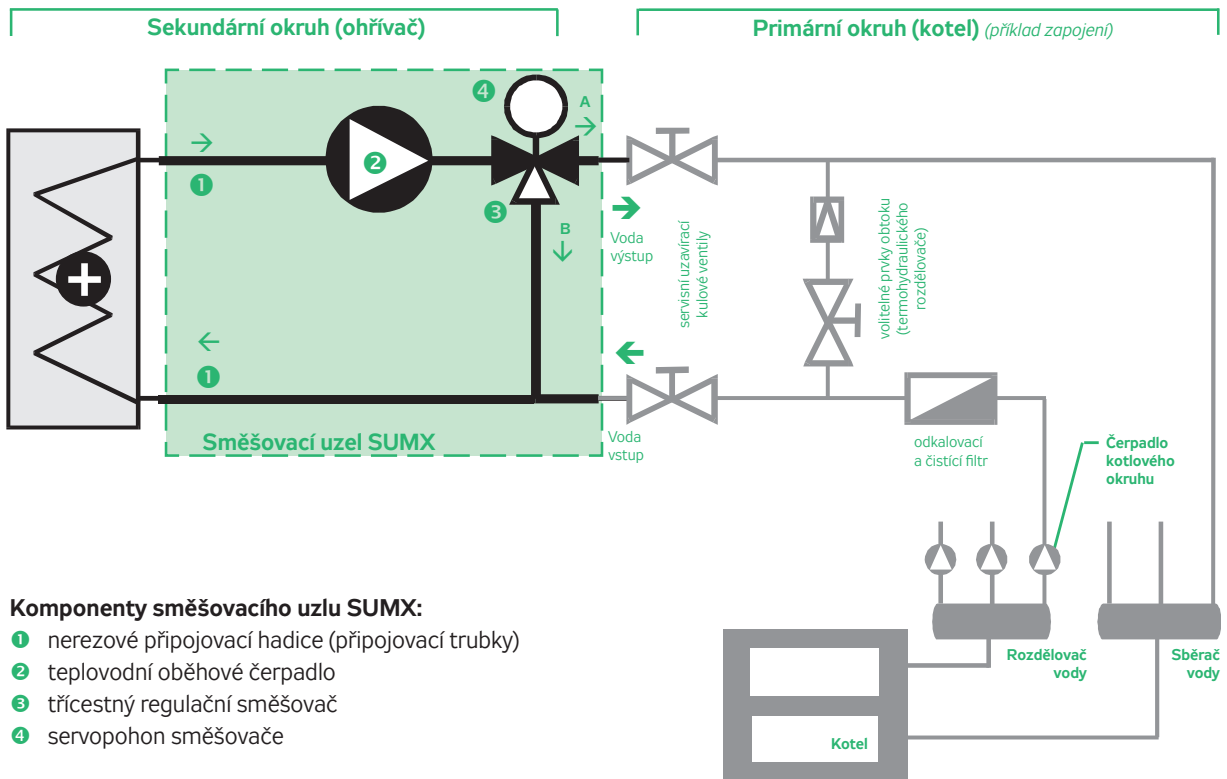 Sekundární okruh (ohřívač)
Primární okruh (kotel) (příklad zapojení)
4
A
1
2
3
B
Voda
výstup
servisní uzavírací
kulové ventily
volitelné prvky obtoku
(termohydraulického
rozdělovače)
1
Směšovací uzel SUMX
Voda
vstup
odkalovací
a čistící filtr
Čerpadlo
kotlového
okruhu
Komponenty směšovacího uzlu SUMX:
1 nerezové připojovací hadice (připojovací trubky)
2 teplovodní oběhové čerpadlo
3 třícestný regulační směšovač
4 servopohon směšovače
Rozdělovač
vody
Sběrač
vody
Kotel